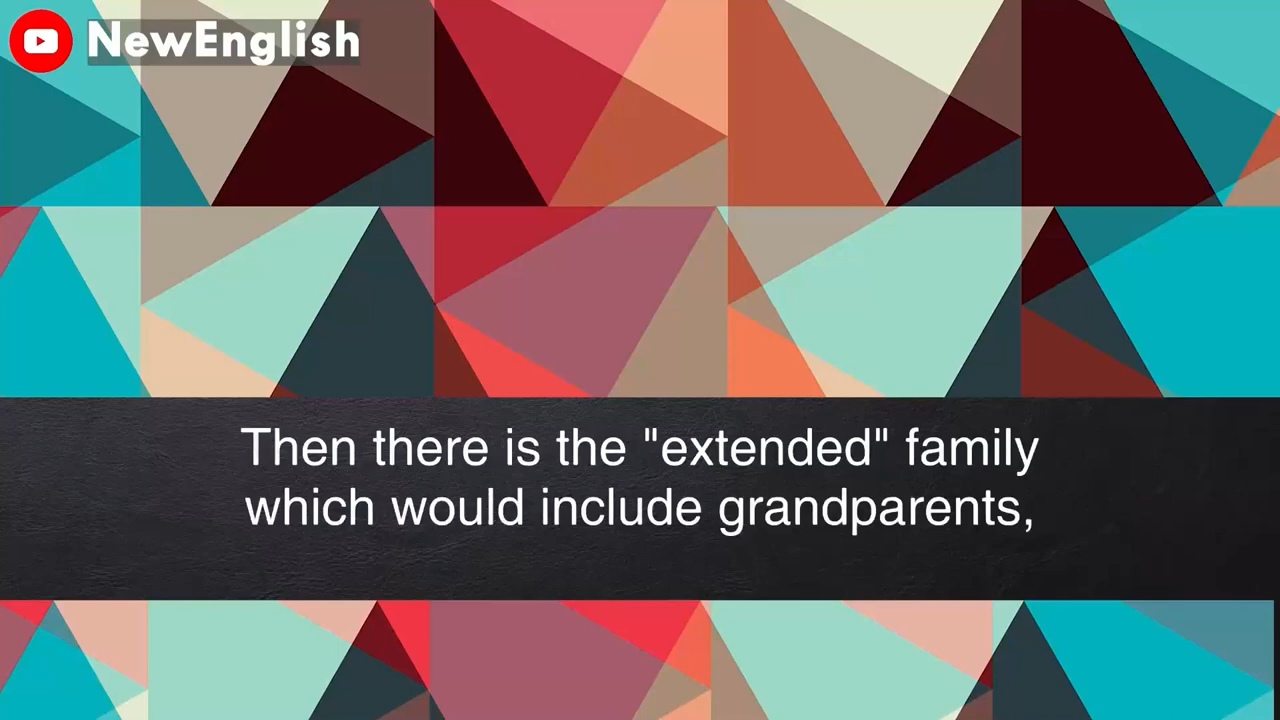 NewEnglish
Then there is the "extended" family
which would include grandparents,